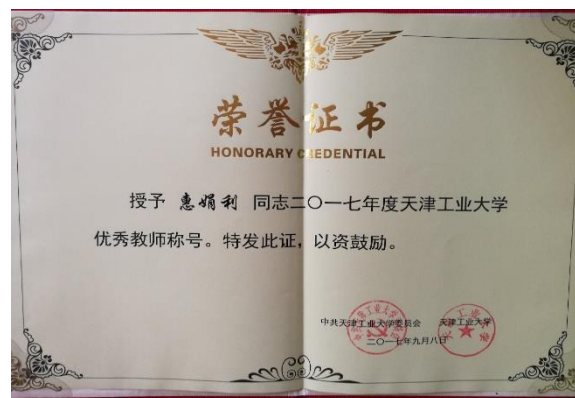 荣誉证书
HONORARY CREDENTIAL
授予 惠娟利 同志二〇一七年度天津工业大学
优秀教师称号。特发此证，以资鼓励。
中共天津工业大学委员会 天津工业大学
二〇一七年九月八日